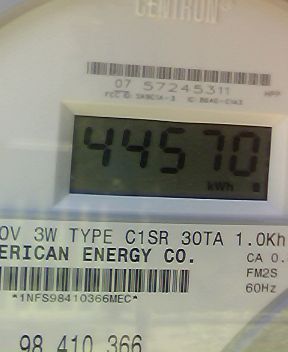 CENTRON®
07 57245311
44570
kWh
0V 3W TYPE C1SR 30TA 1.0Kh
ERICAN ENERGY CO.
CA 0.
FM2S
*1NFS98410366MEC*
60Hz
98 410 366